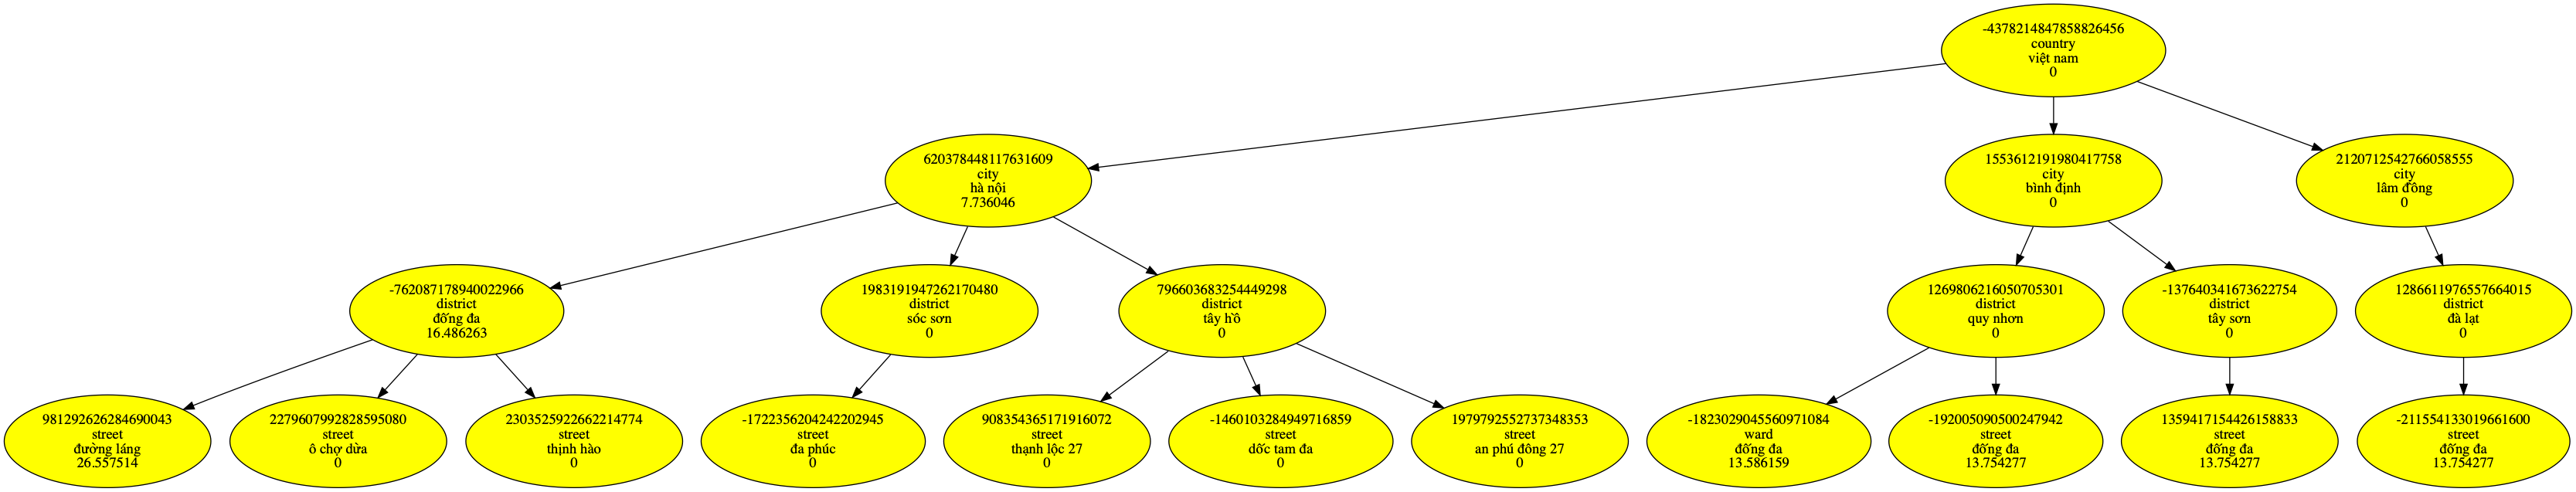 -4378214847858826456
country
việt nam
0
620378448117631609
city
hà nội
7.736046
1553612191980417758
city
bình định
0
2120712542766058555
city
lâm đồng
0
-762087178940022966
district
đống đa
16.486263
1983191947262170480
district
sóc sơn
0
796603683254449298
district
tây hồ
0
1269806216050705301
district
quy nhơn
0
-137640341673622754
district
tây sơn
0
1286611976557664015
district
đà lạt
0
981292626284690043
street
đường láng
26.557514
2279607992828595080
street
ô chợ dừa
0
2303525922662214774
street
thịnh hào
0
-1722356204242202945
street
đa phúc
0
908354365171916072
street
thạnh lộc 27
0
-1460103284949716859
street
dốc tam đa
0
1979792552737348353
street
an phú đông 27
0
-1823029045560971084
ward
đống đa
13.586159
-192005090500247942
street
đống đa
13.754277
1359417154426158833
street
đống đa
13.754277
-211554133019661600
street
đống đa
13.754277